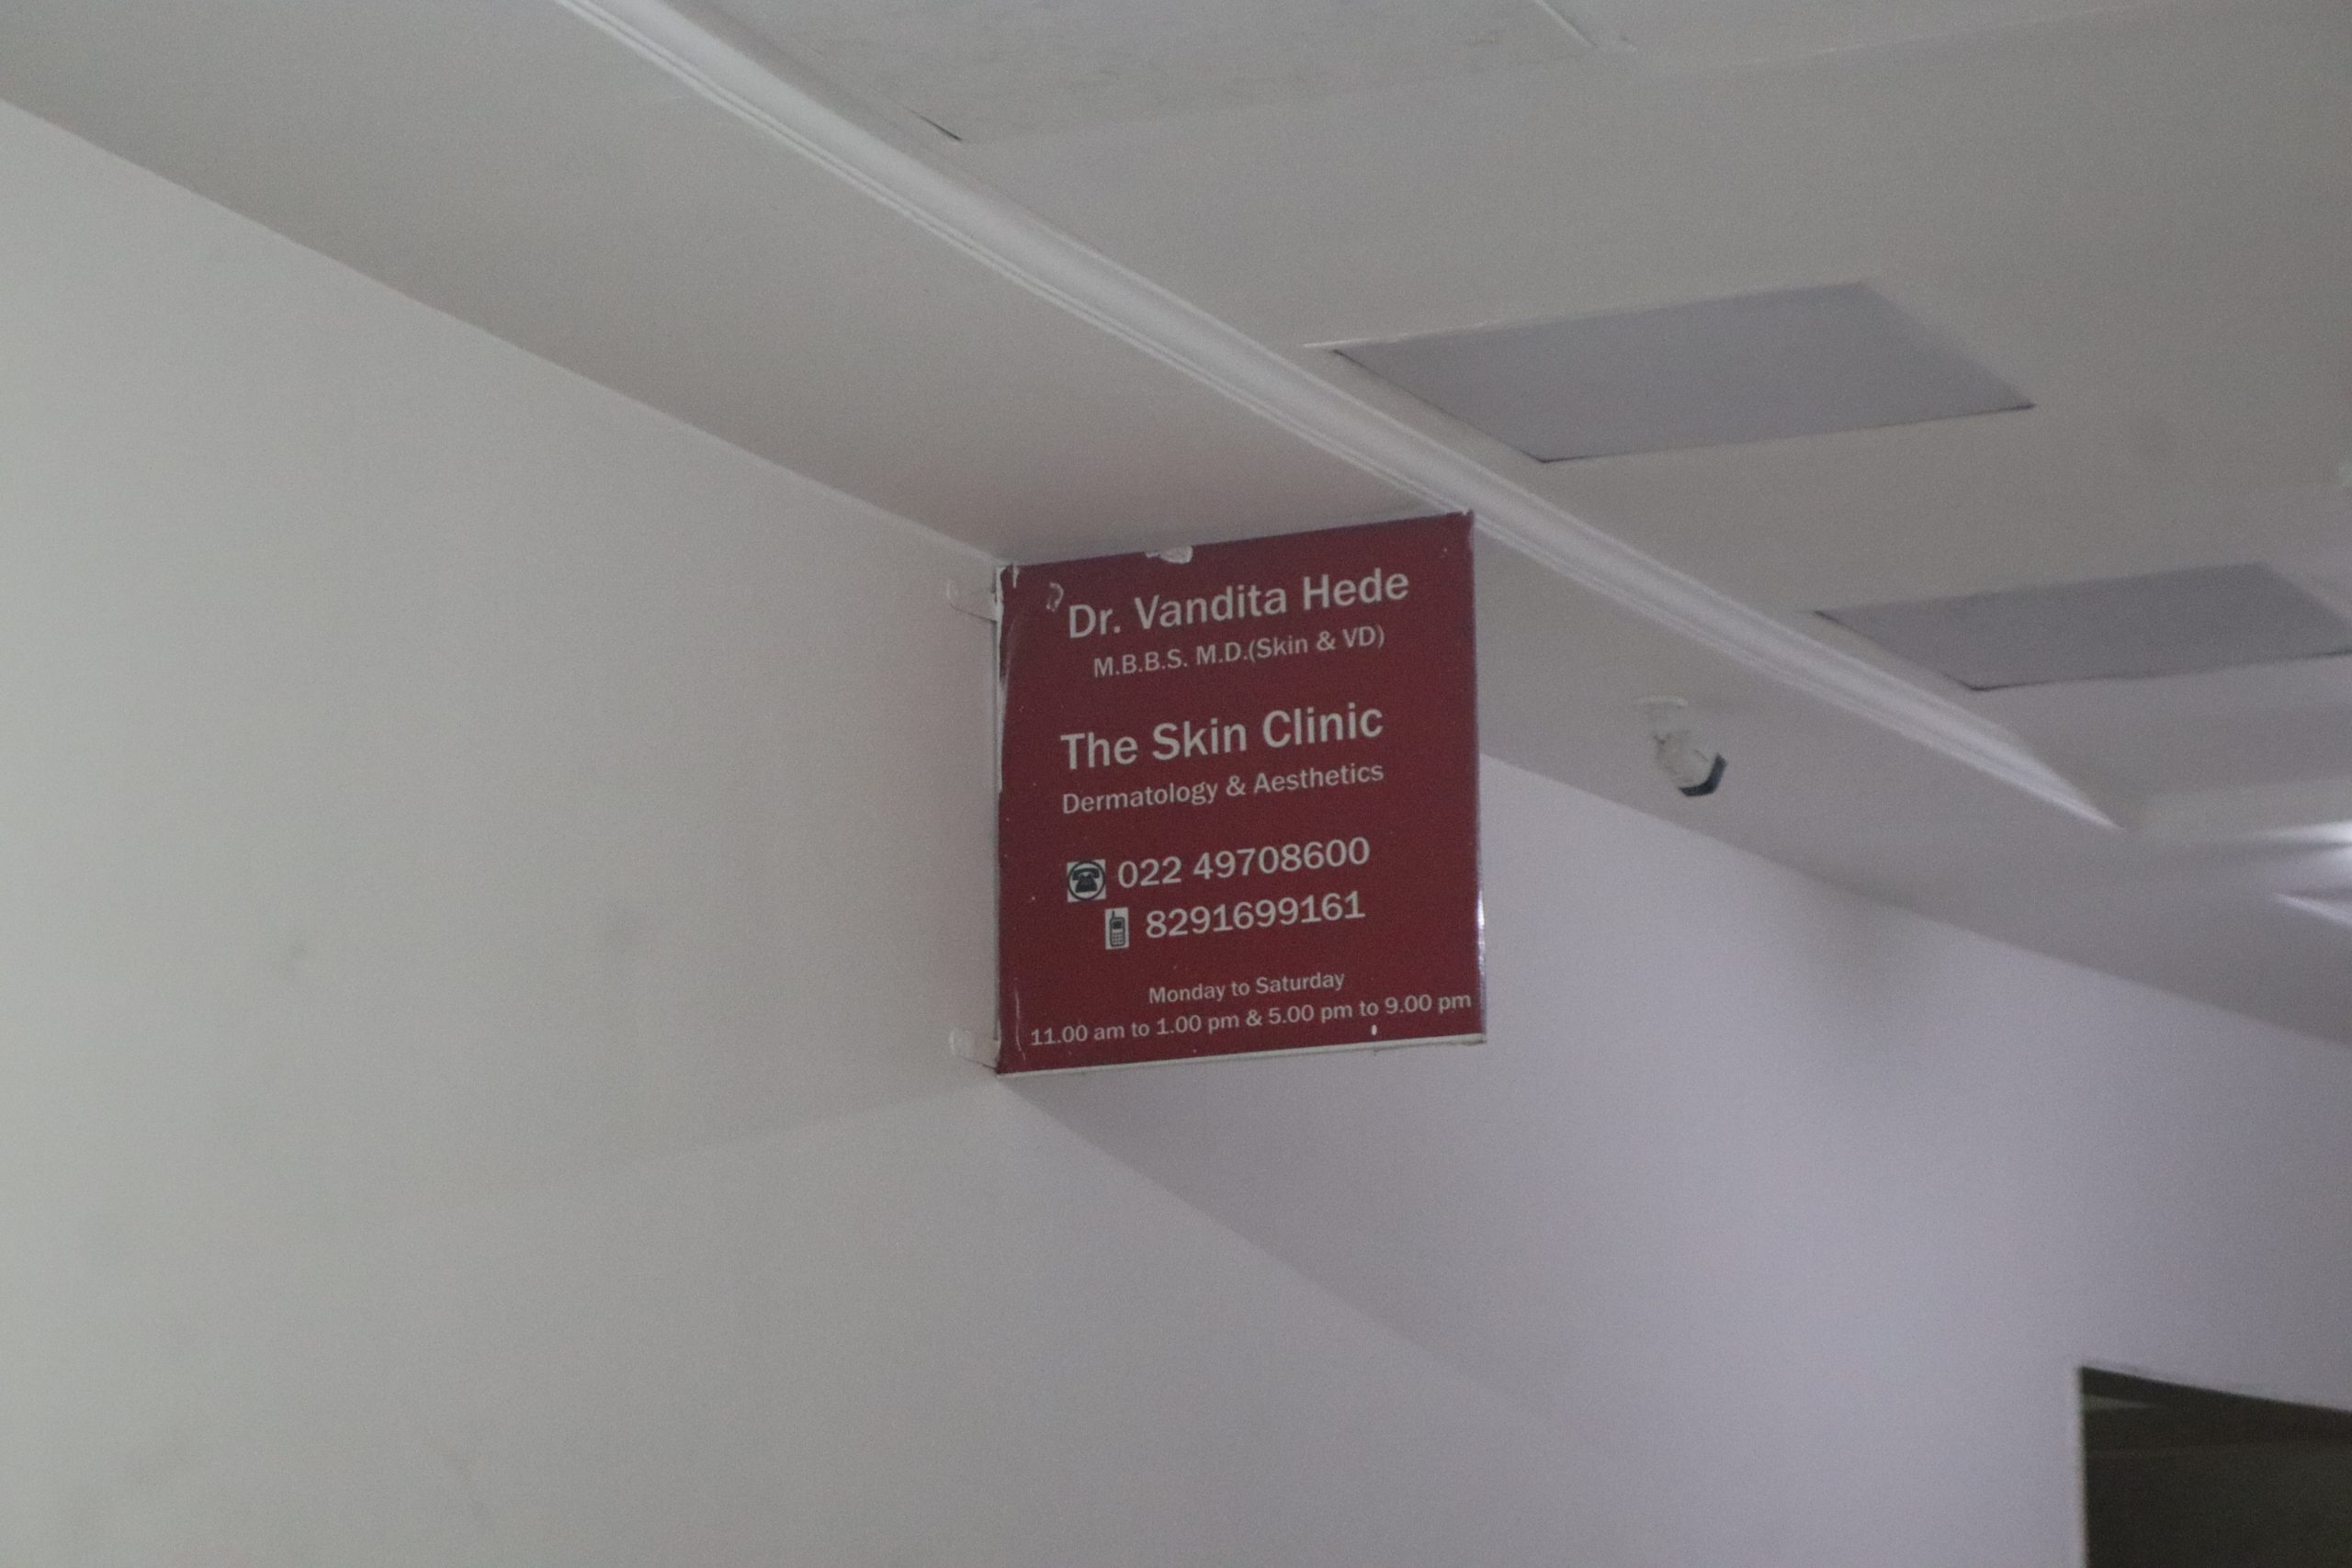 Dr. Vandita Hede
M.B.B.S. M.D.(Skin & VD)
The Skin Clinic
Dermatology & Aesthetics
022 49708600
8291699161
Monday to Saturday
11.00 am to 1.00 pm & 5.00 pm to 9.00 pm